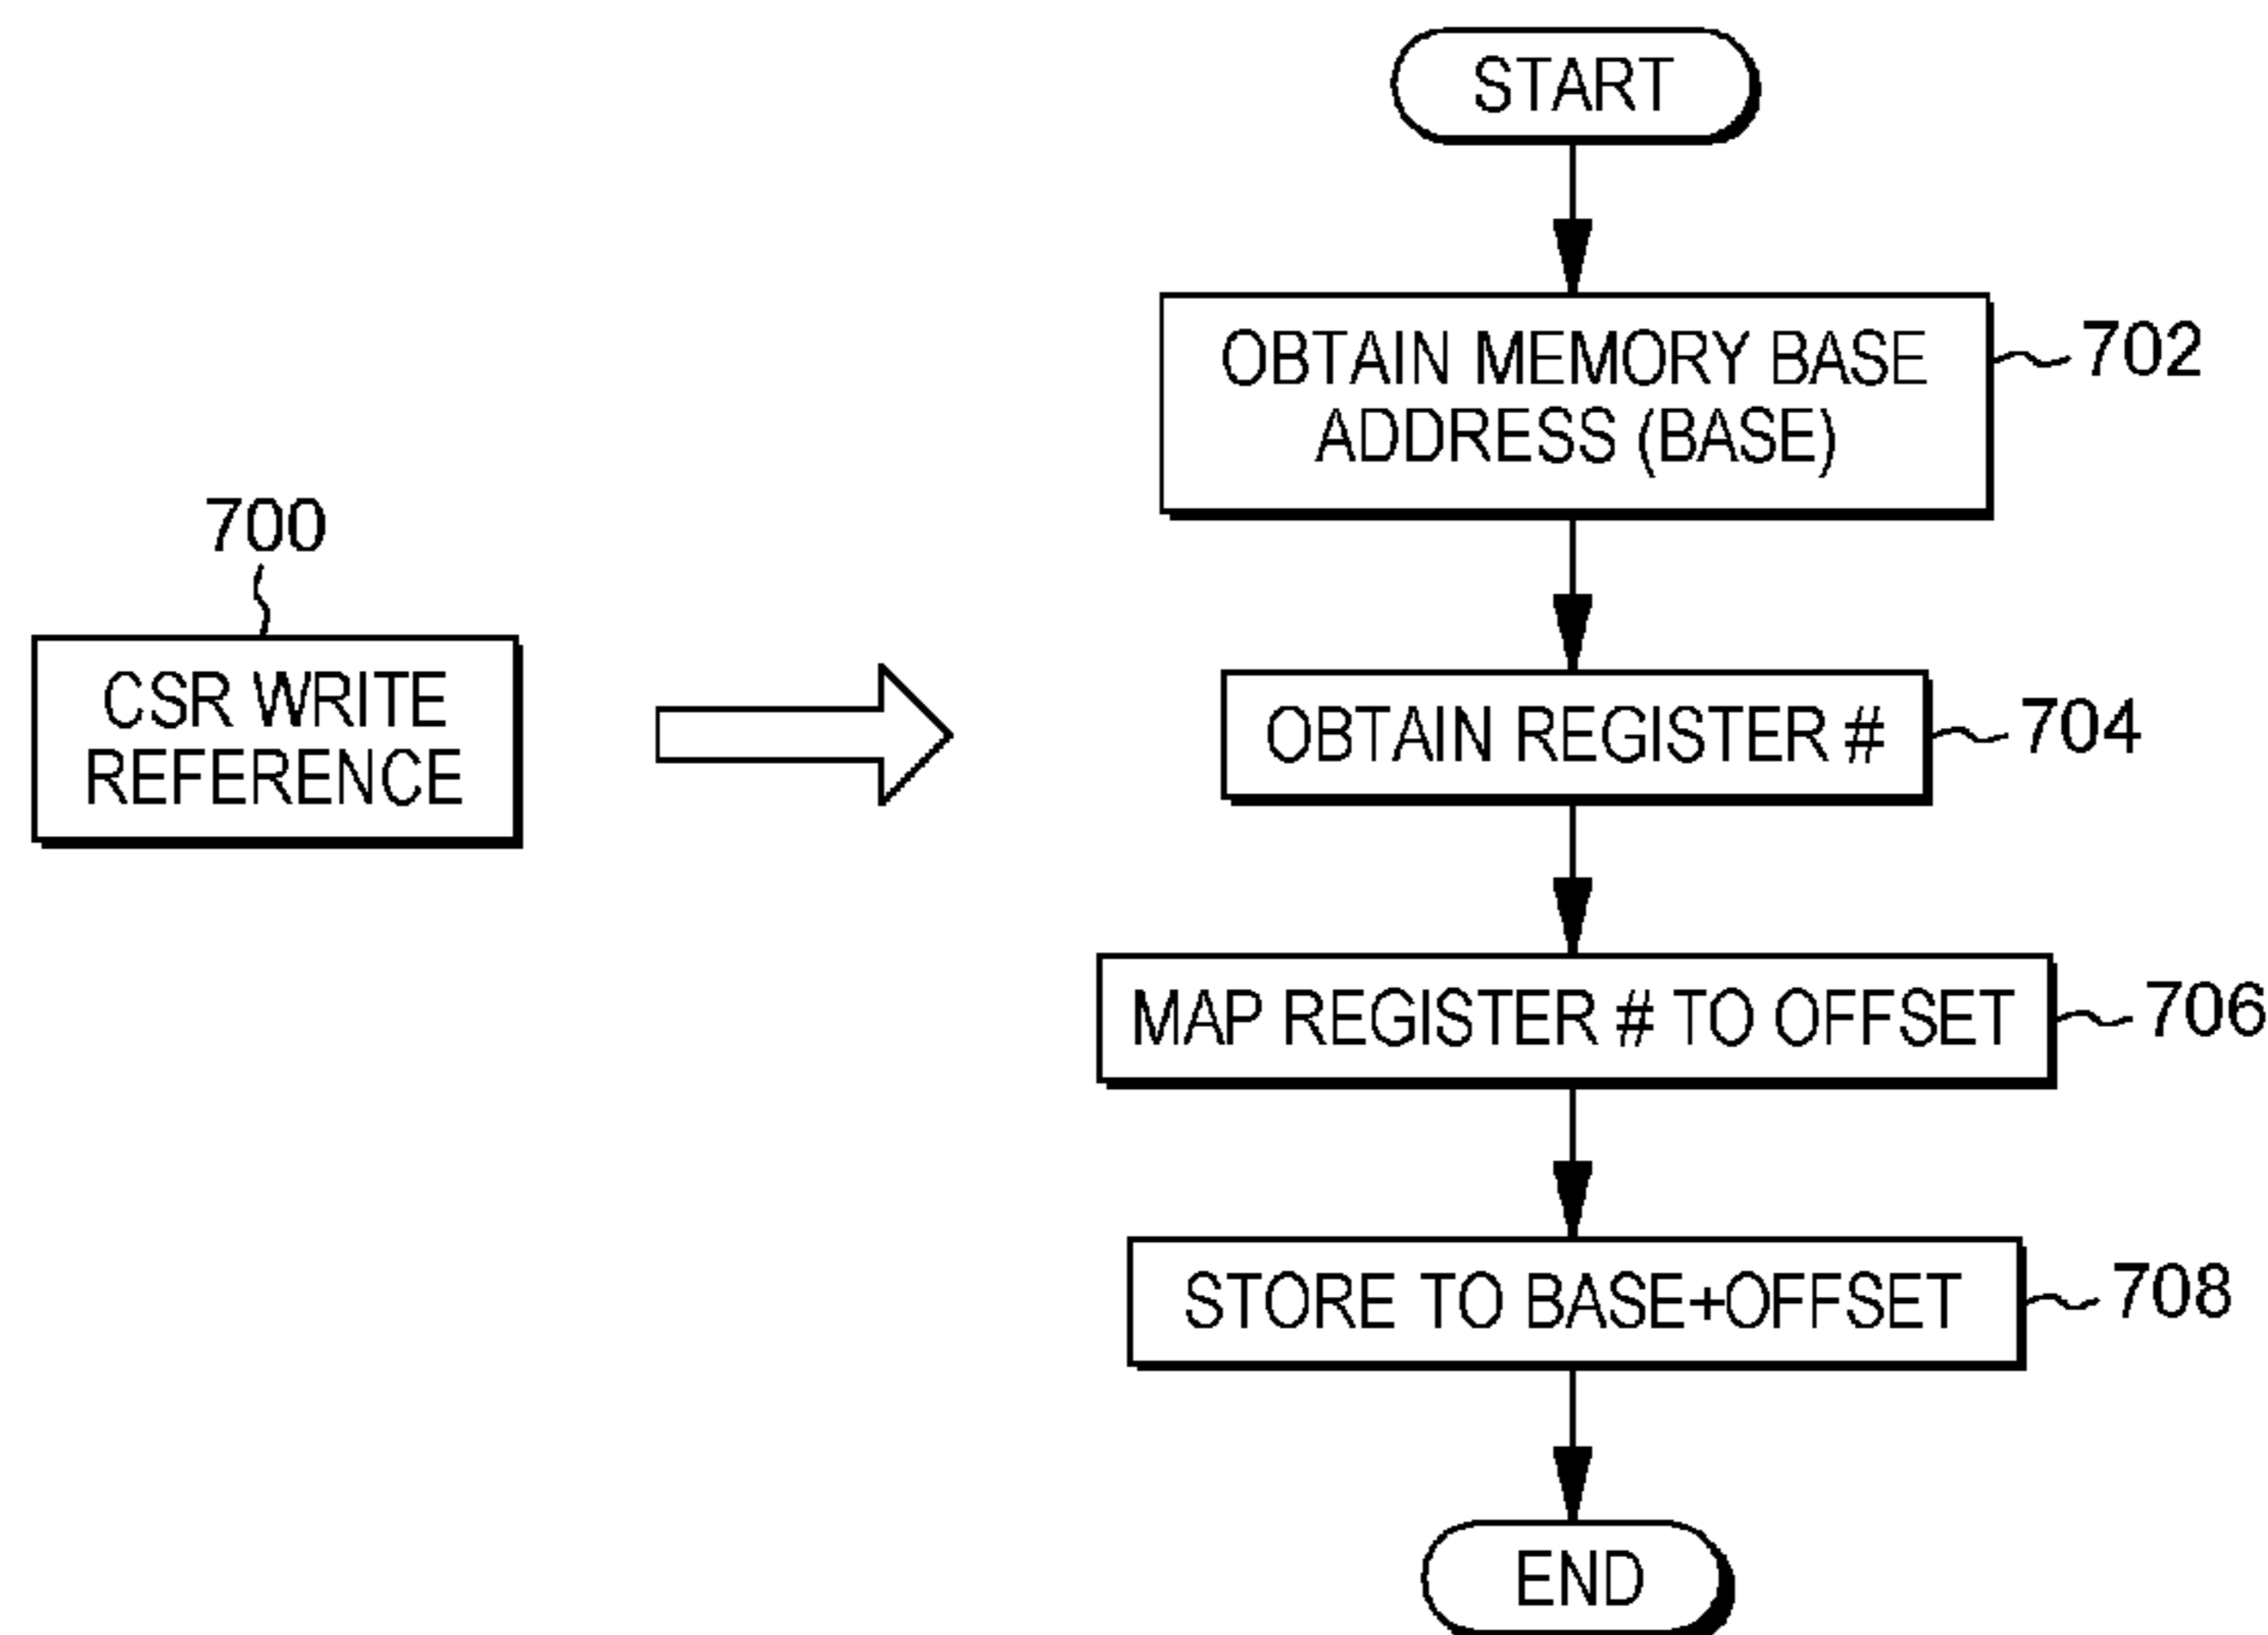 700
CSR WRITE
REFERENCE
START
OBTAIN MEMORY BASE
ADDRESS (BASE)
702
OBTAIN REGISTER #
704
MAP REGISTER # TO OFFSET
706
STORE TO BASE+OFFSET
708
END